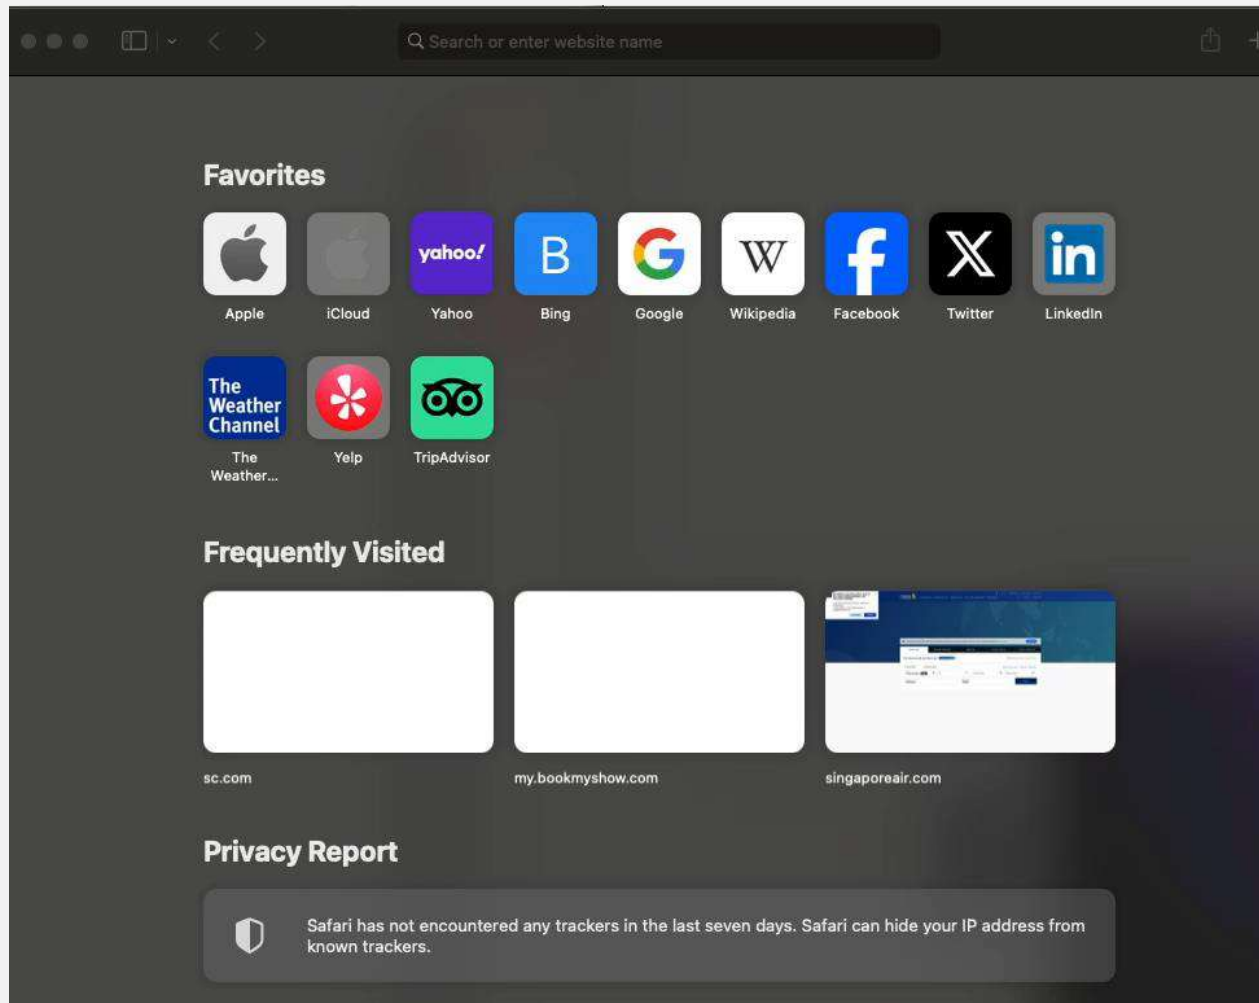 Search or enter website name
Favorites
yahoo!
B
W
in
Apple
iCloud
Yahoo
Bing
Google
Wikipedia
Facebook
Twitter
LinkedIn
The
Weather
Channel
The
Weather...
Yelp
TripAdvisor
Frequently Visited
sc.com
my.bookmyshow.com
singaporeair.com
Privacy Report
Safari has not encountered any trackers in the last seven days. Safari can hide your IP address from
known trackers.